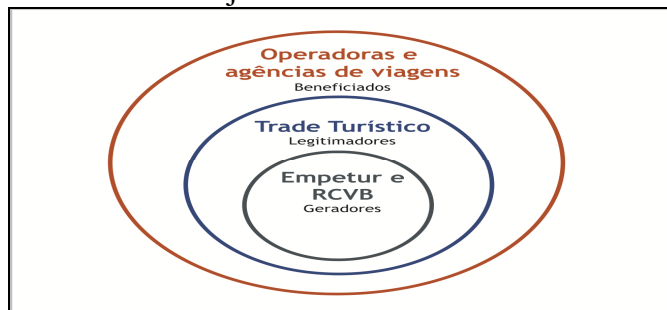 Operadoras e
agências de viagens
Beneficiados
Trade Turístico
Legitimadores
Empetur e
RCVB
Geradores